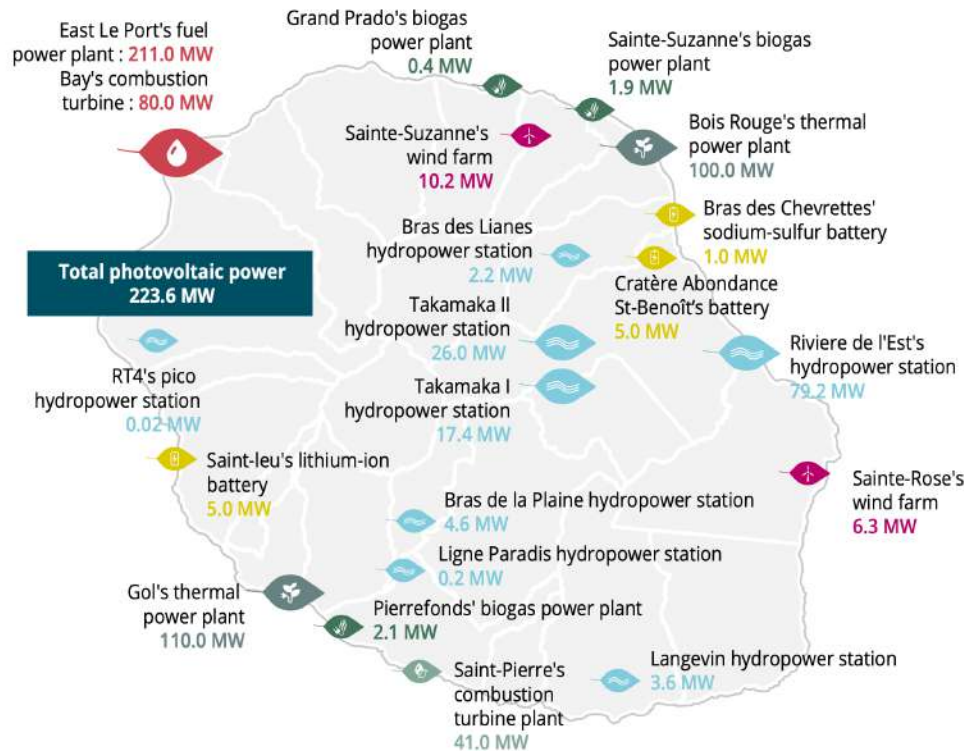 East Le Port's fuel
power plant : 211.0 MW
Bay's combustion
turbine : 80.0 MW
Grand Prado's biogas
power plant
0.4 MW
Sainte-Suzanne's biogas
power plant
1.9 MW
Sainte-Suzanne's
wind farm
10.2 MW
Bois Rouge's thermal
power plant
100.0 MW
Bras des Chevrettes'
sodium-sulfur battery
1.0 MW
Bras des Lianes
hydropower station
2.2 MW
Cratère Abondance
St-Benoît's battery
5.0 MW
Total photovoltaic power
223.6 MW
Takamaka II
hydropower station
26.0 MW
Riviere de l'Est's
hydropower station
79.2 MW
RT4's pico
hydropower station
0.02 MW
Takamaka I
hydropower station
17.4 MW
Saint-leu's lithium-ion
battery
5.0 MW
Sainte-Rose's
wind farm
6.3 MW
Bras de la Plaine hydropower station
4.6 MW
Ligne Paradis hydropower station
0.2 MW
Gol's thermal
power plant
110.0 MW
Pierrefonds' biogas power plant
2.1 MW
Saint-Pierre's
combustion
turbine plant
41.0 MW
Langevin hydropower station
3.6 MW